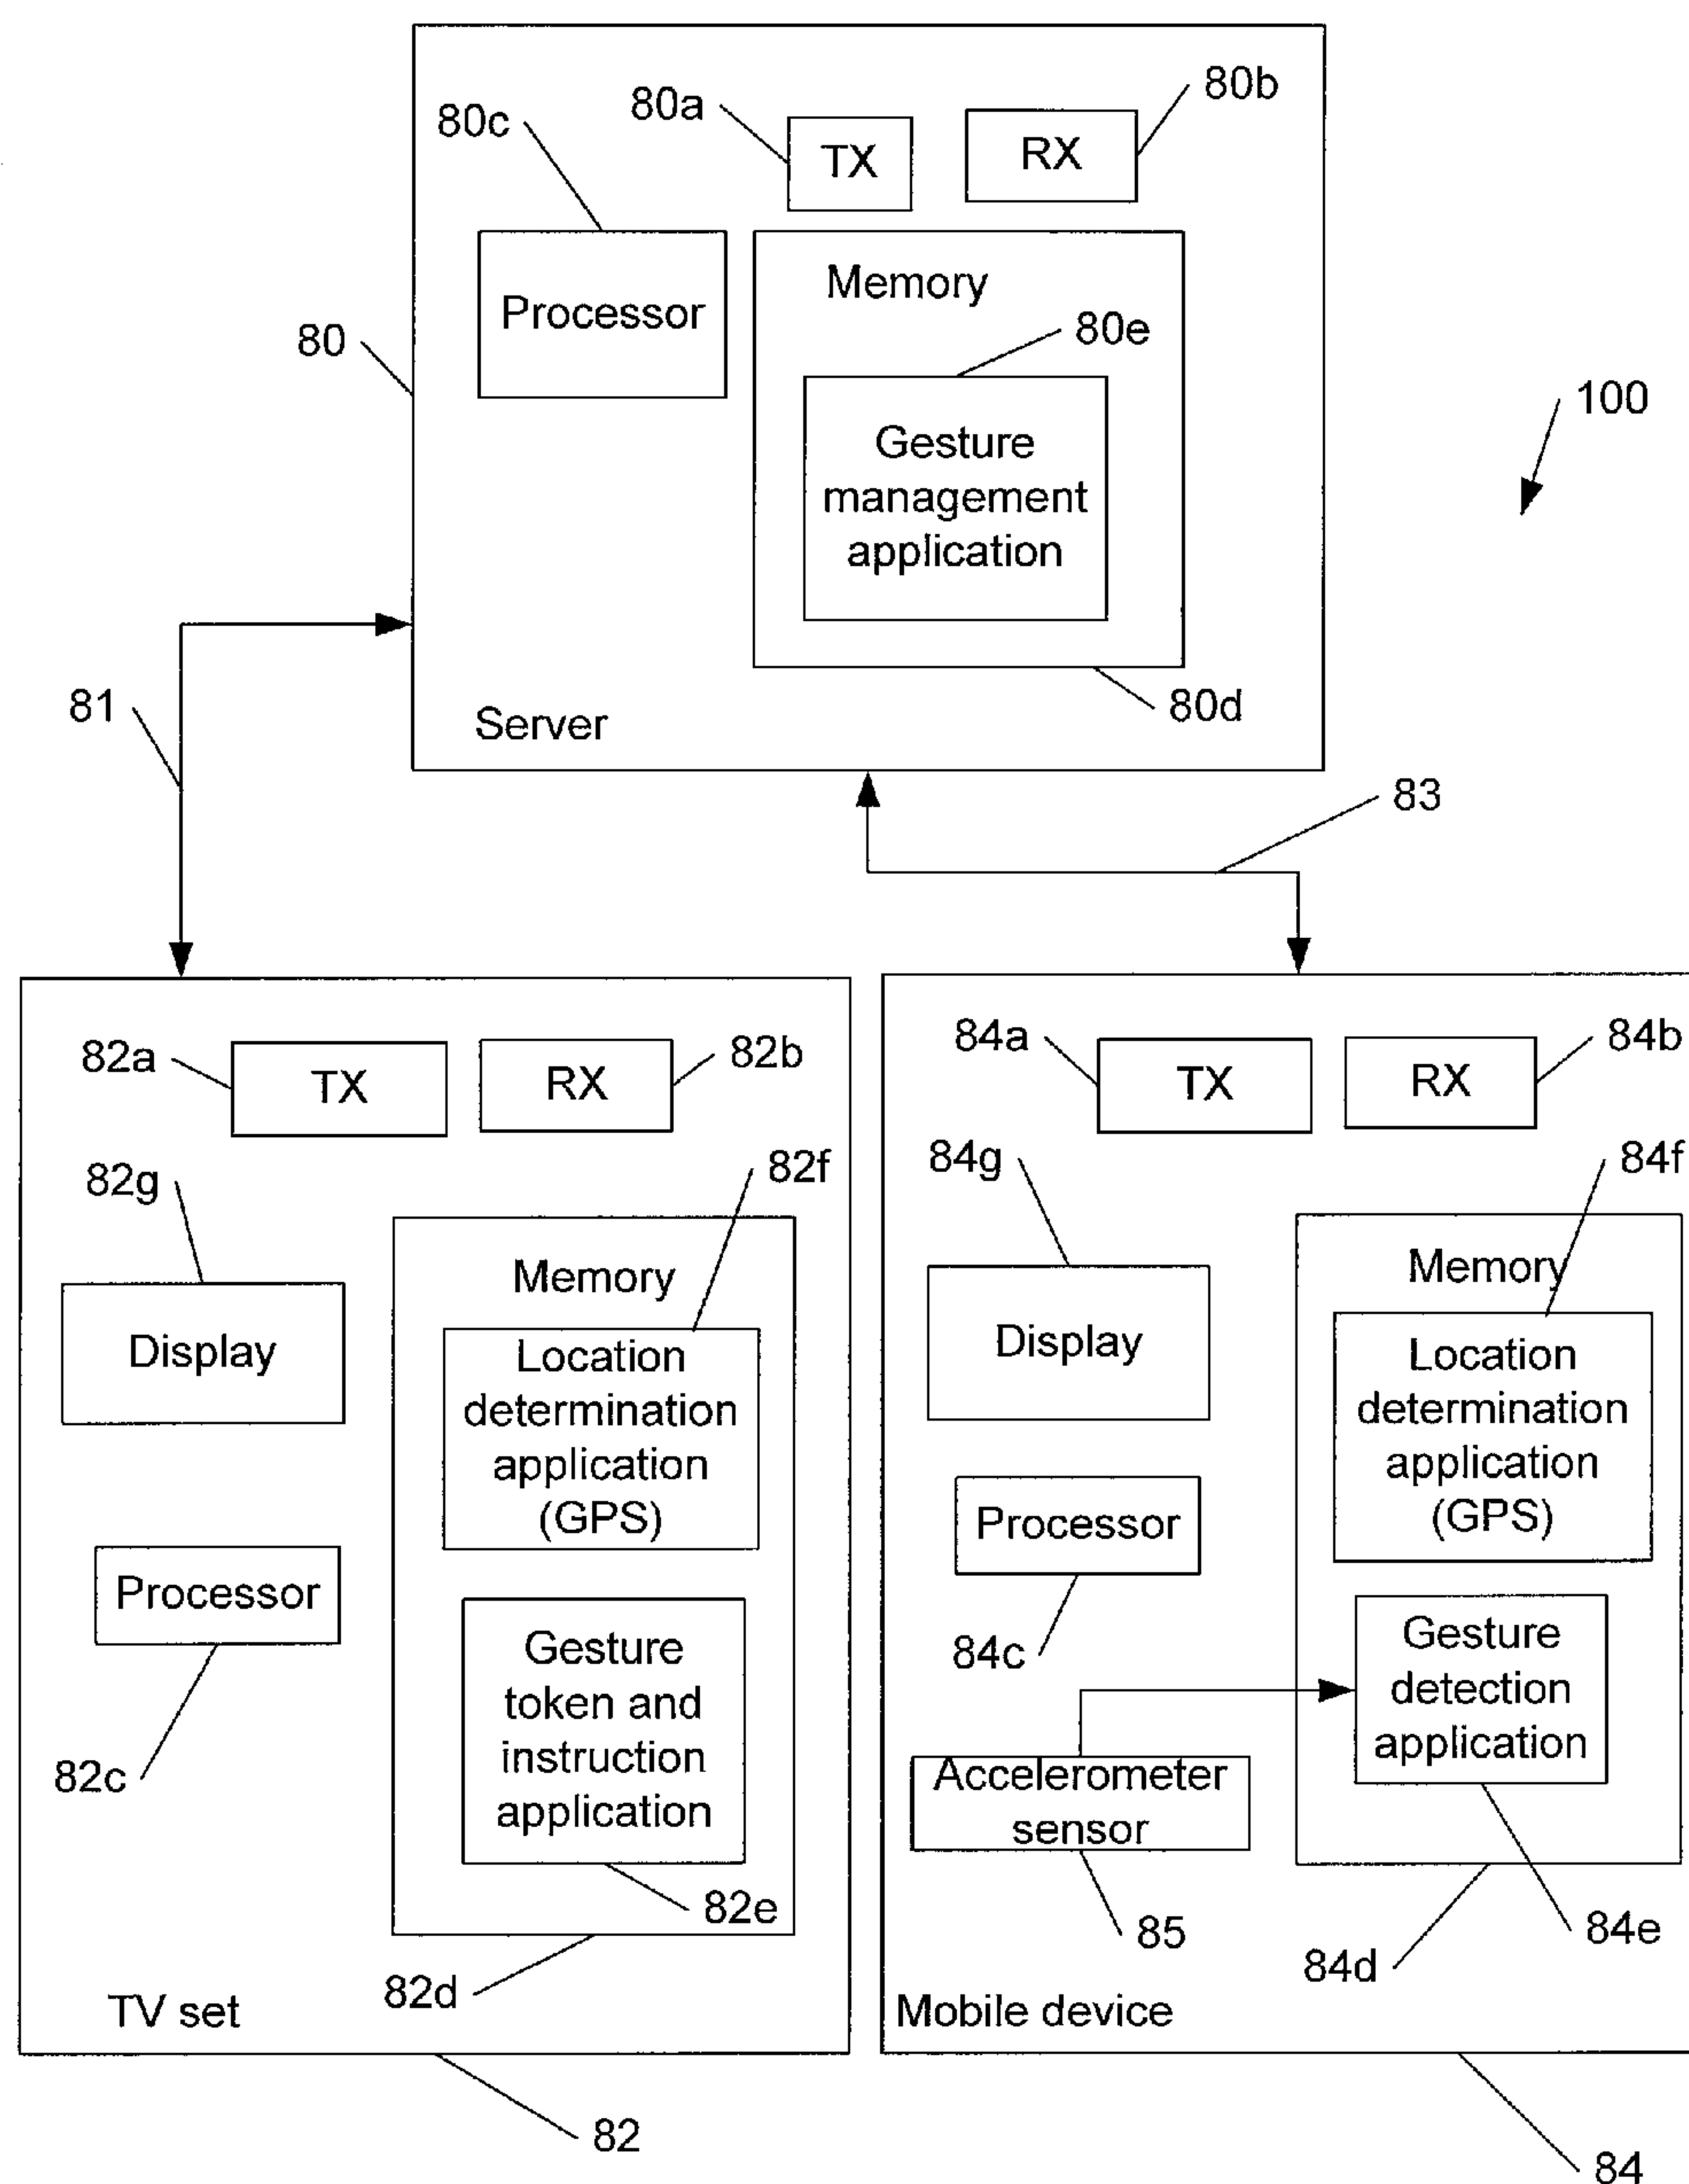 80a
80b
80c
TX
RX
Memory
Processor
80
80e
100
Gesture
management
application
81
80d
Server
83
82a
TX
RX
82b
84a
TX
RX
84b
82g
82f
84g
84f
Memory
Memory
Display
Location
determination
application
(GPS)
Display
Location
determination
application
(GPS)
Processor
Processor
Gesture
token and
instruction
application
84c
Gesture
detection
application
82c
Accelerometer
sensor
82e
85
84e
82d
84d
TV set
Mobile device
82
84